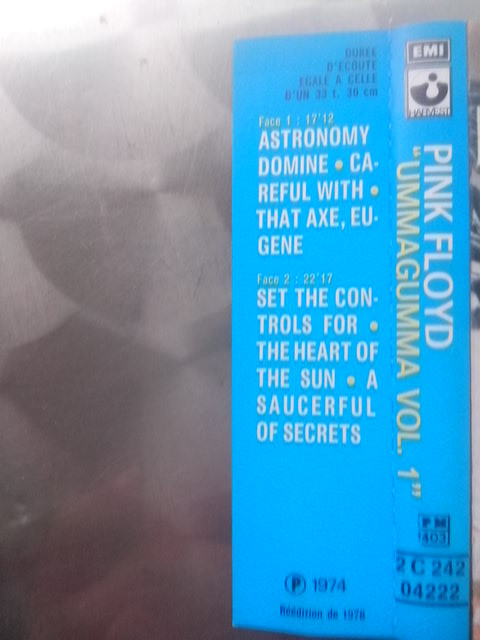 DUREE
D'ECOUTE
EGALE A CELLE
D'UN 33 t. 30 cm
Face 1 : 17'12
ASTRONOMY
DOMINE • CA-
REFUL WITH •
THAT AXE, EU-
GENE
Face 2 : 22'17
SET THE CON-
TROLS FOR •
THE HEART OF
THE SUN • A
SAUCERFUL
OF SECRETS
Ⓟ 1974
Réédition de 1978
EMI
HARVEST
PINK FLOYD
"UMMAGUMMA VOL. 1"
PM
403
2 C 242
04222